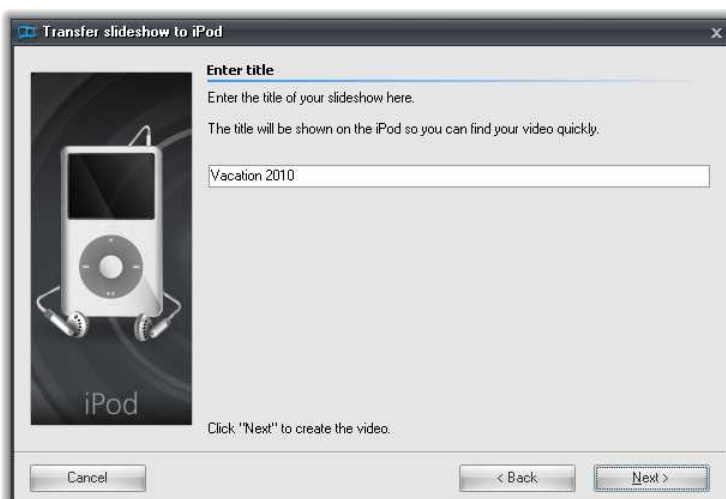 Transfer slideshow to iPod
x
Enter title
Enter the title of your slideshow here.
The title will be shown on the iPod so you can find your video quickly.
Vacation 2010
iPod
Click "Next" to create the video.
Cancel
< Back
Next >